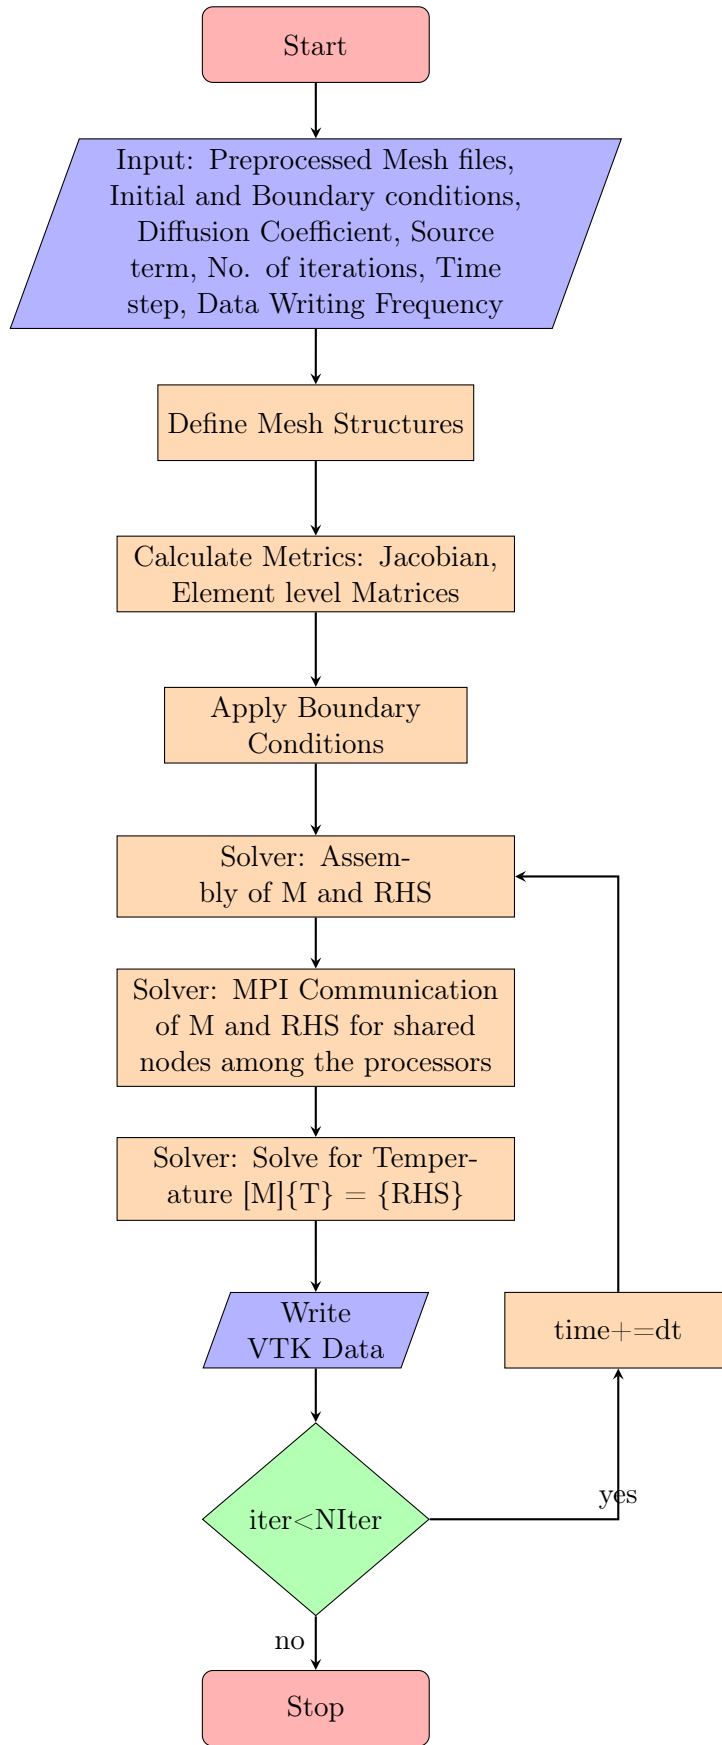 Start
Input: Preprocessed Mesh files,
Initial and Boundary conditions,
Diffusion Coefficient, Source
term, No. of iterations, Time
step, Data Writing Frequency
Define Mesh Structures
Calculate Metrics: Jacobian,
Element level Matrices
Apply Boundary
Conditions
Solver: Assem-
bly of M and RHS
Solver: MPI Communication
of M and RHS for shared
nodes among the processors
Solver: Solve for Temper-
ature [M]{T} = {RHS}
Write
VTK Data
time+=dt
iter<NIter
yes
no
Stop